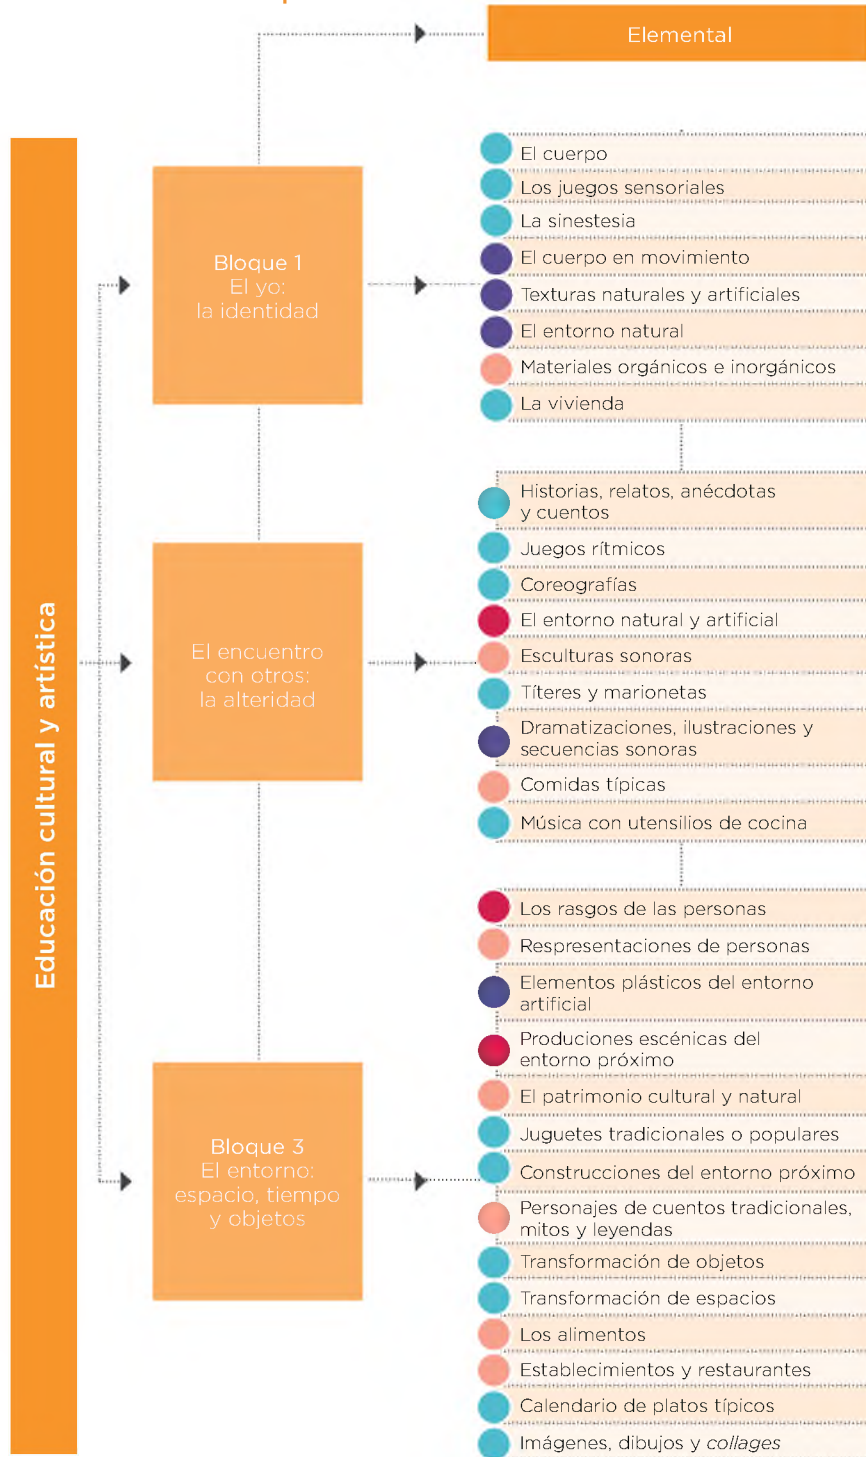 Elemental
Educación cultural y artística
Bloque 1
El yo:
la identidad
El cuerpo
Los juegos sensoriales
La sinestesia
El cuerpo en movimiento
Texturas naturales y artificiales
El entorno natural
Materiales orgánicos e inorgánicos
La vivienda
El encuentro
con otros:
la alteridad
Historias, relatos, anécdotas
y cuentos
Juegos rítmicos
Coreografías
El entorno natural y artificial
Esculturas sonoras
Títeres y marionetas
Dramatizaciones, ilustraciones y
secuencias sonoras
Comidas típicas
Música con utensilios de cocina
Bloque 3
El entorno:
espacio, tiempo
y objetos
Los rasgos de las personas
Respresentaciones de personas
Elementos plásticos del entorno
artificial
Produciones escénicas del
entorno próximo
El patrimonio cultural y natural
Juguetes tradicionales o populares
Construcciones del entorno próximo
Personajes de cuentos tradicionales,
mitos y leyendas
Transformación de objetos
Transformación de espacios
Los alimentos
Establecimientos y restaurantes
Calendario de platos típicos
Imágenes, dibujos y collages